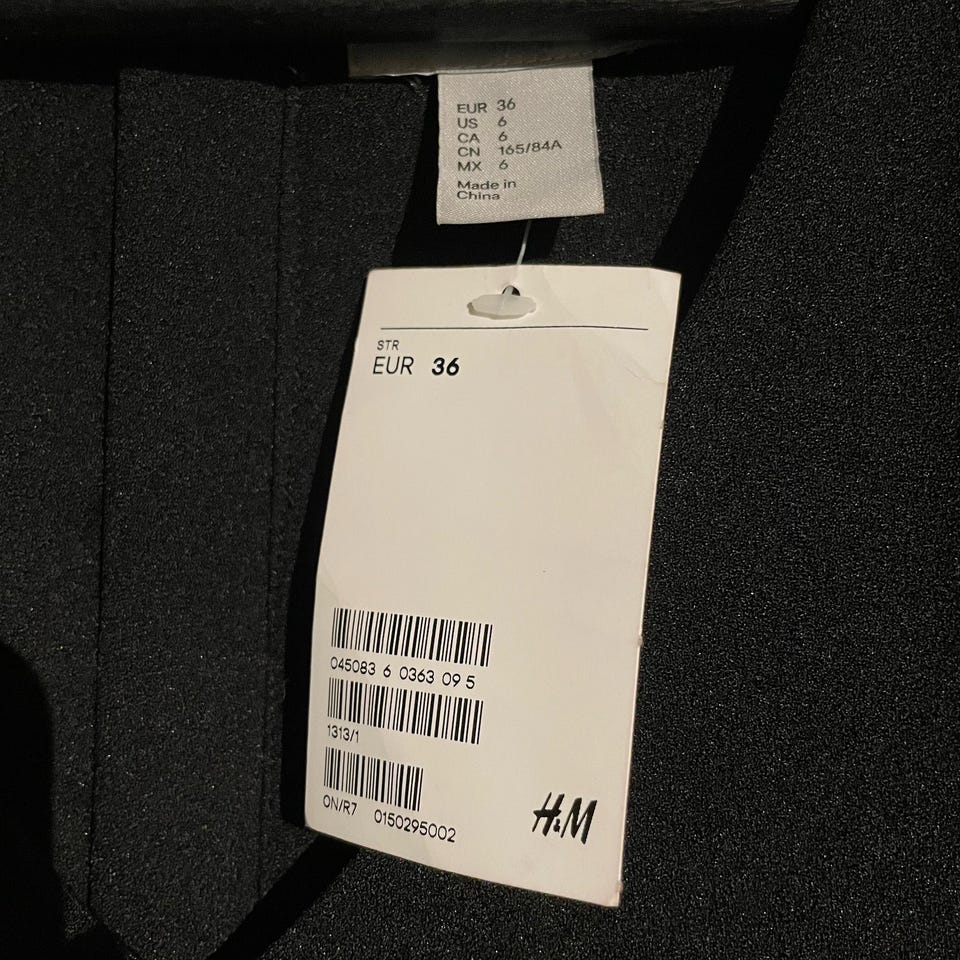 EUR 36
US 6
CA 6
CN 165/84A
MX 6
Made in
China
STR
EUR 36
045083 6 0363 09 5
1313/1
ON/R7 0150295002
H&M